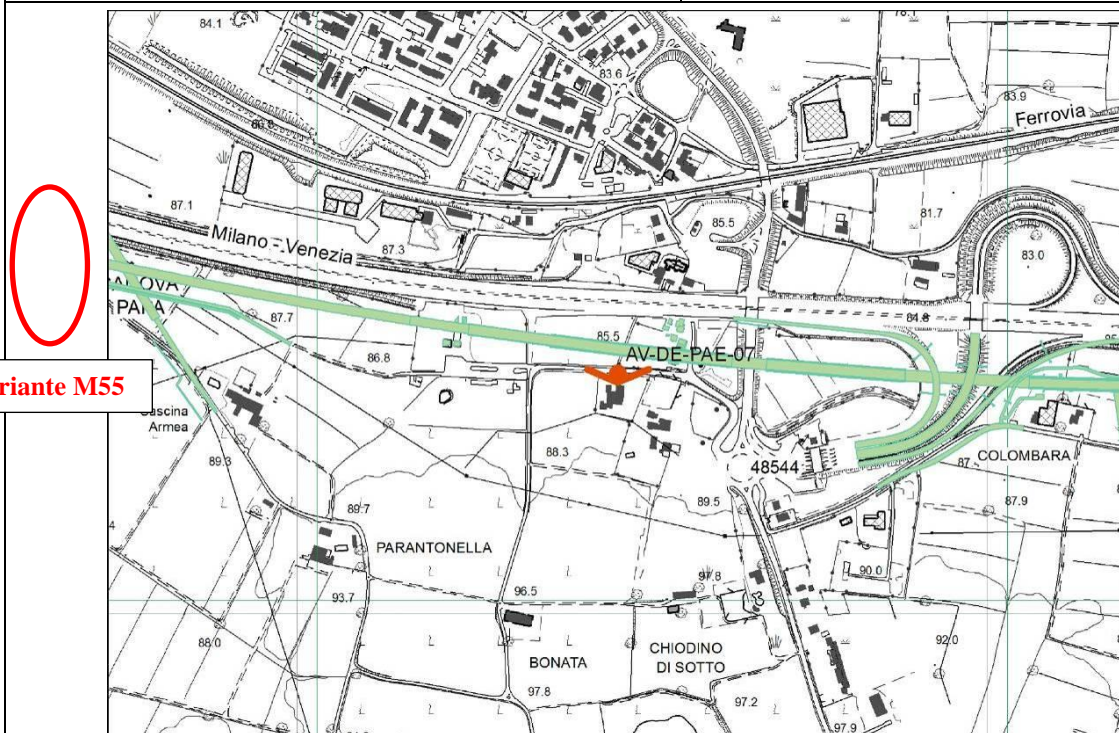 84.1
78.1
83.6
83.9
Ferrovia
86.8
87.1
85.5
81.7
Milano - Venezia
87.3
83.0
PARA
87.7
84.8
85.5
86.8
AV-DE-PAE-07
riante M55
Cascina
Armea
88.3
48544
COLOMBARA
89.3
87
89.5
87.9
89.7
PARANTONELLA
97.8
90.0
96.5
93.7
88.0
92.0
CHIODINO
DI SOTTO
BONATA
97.8
97.2
97.9